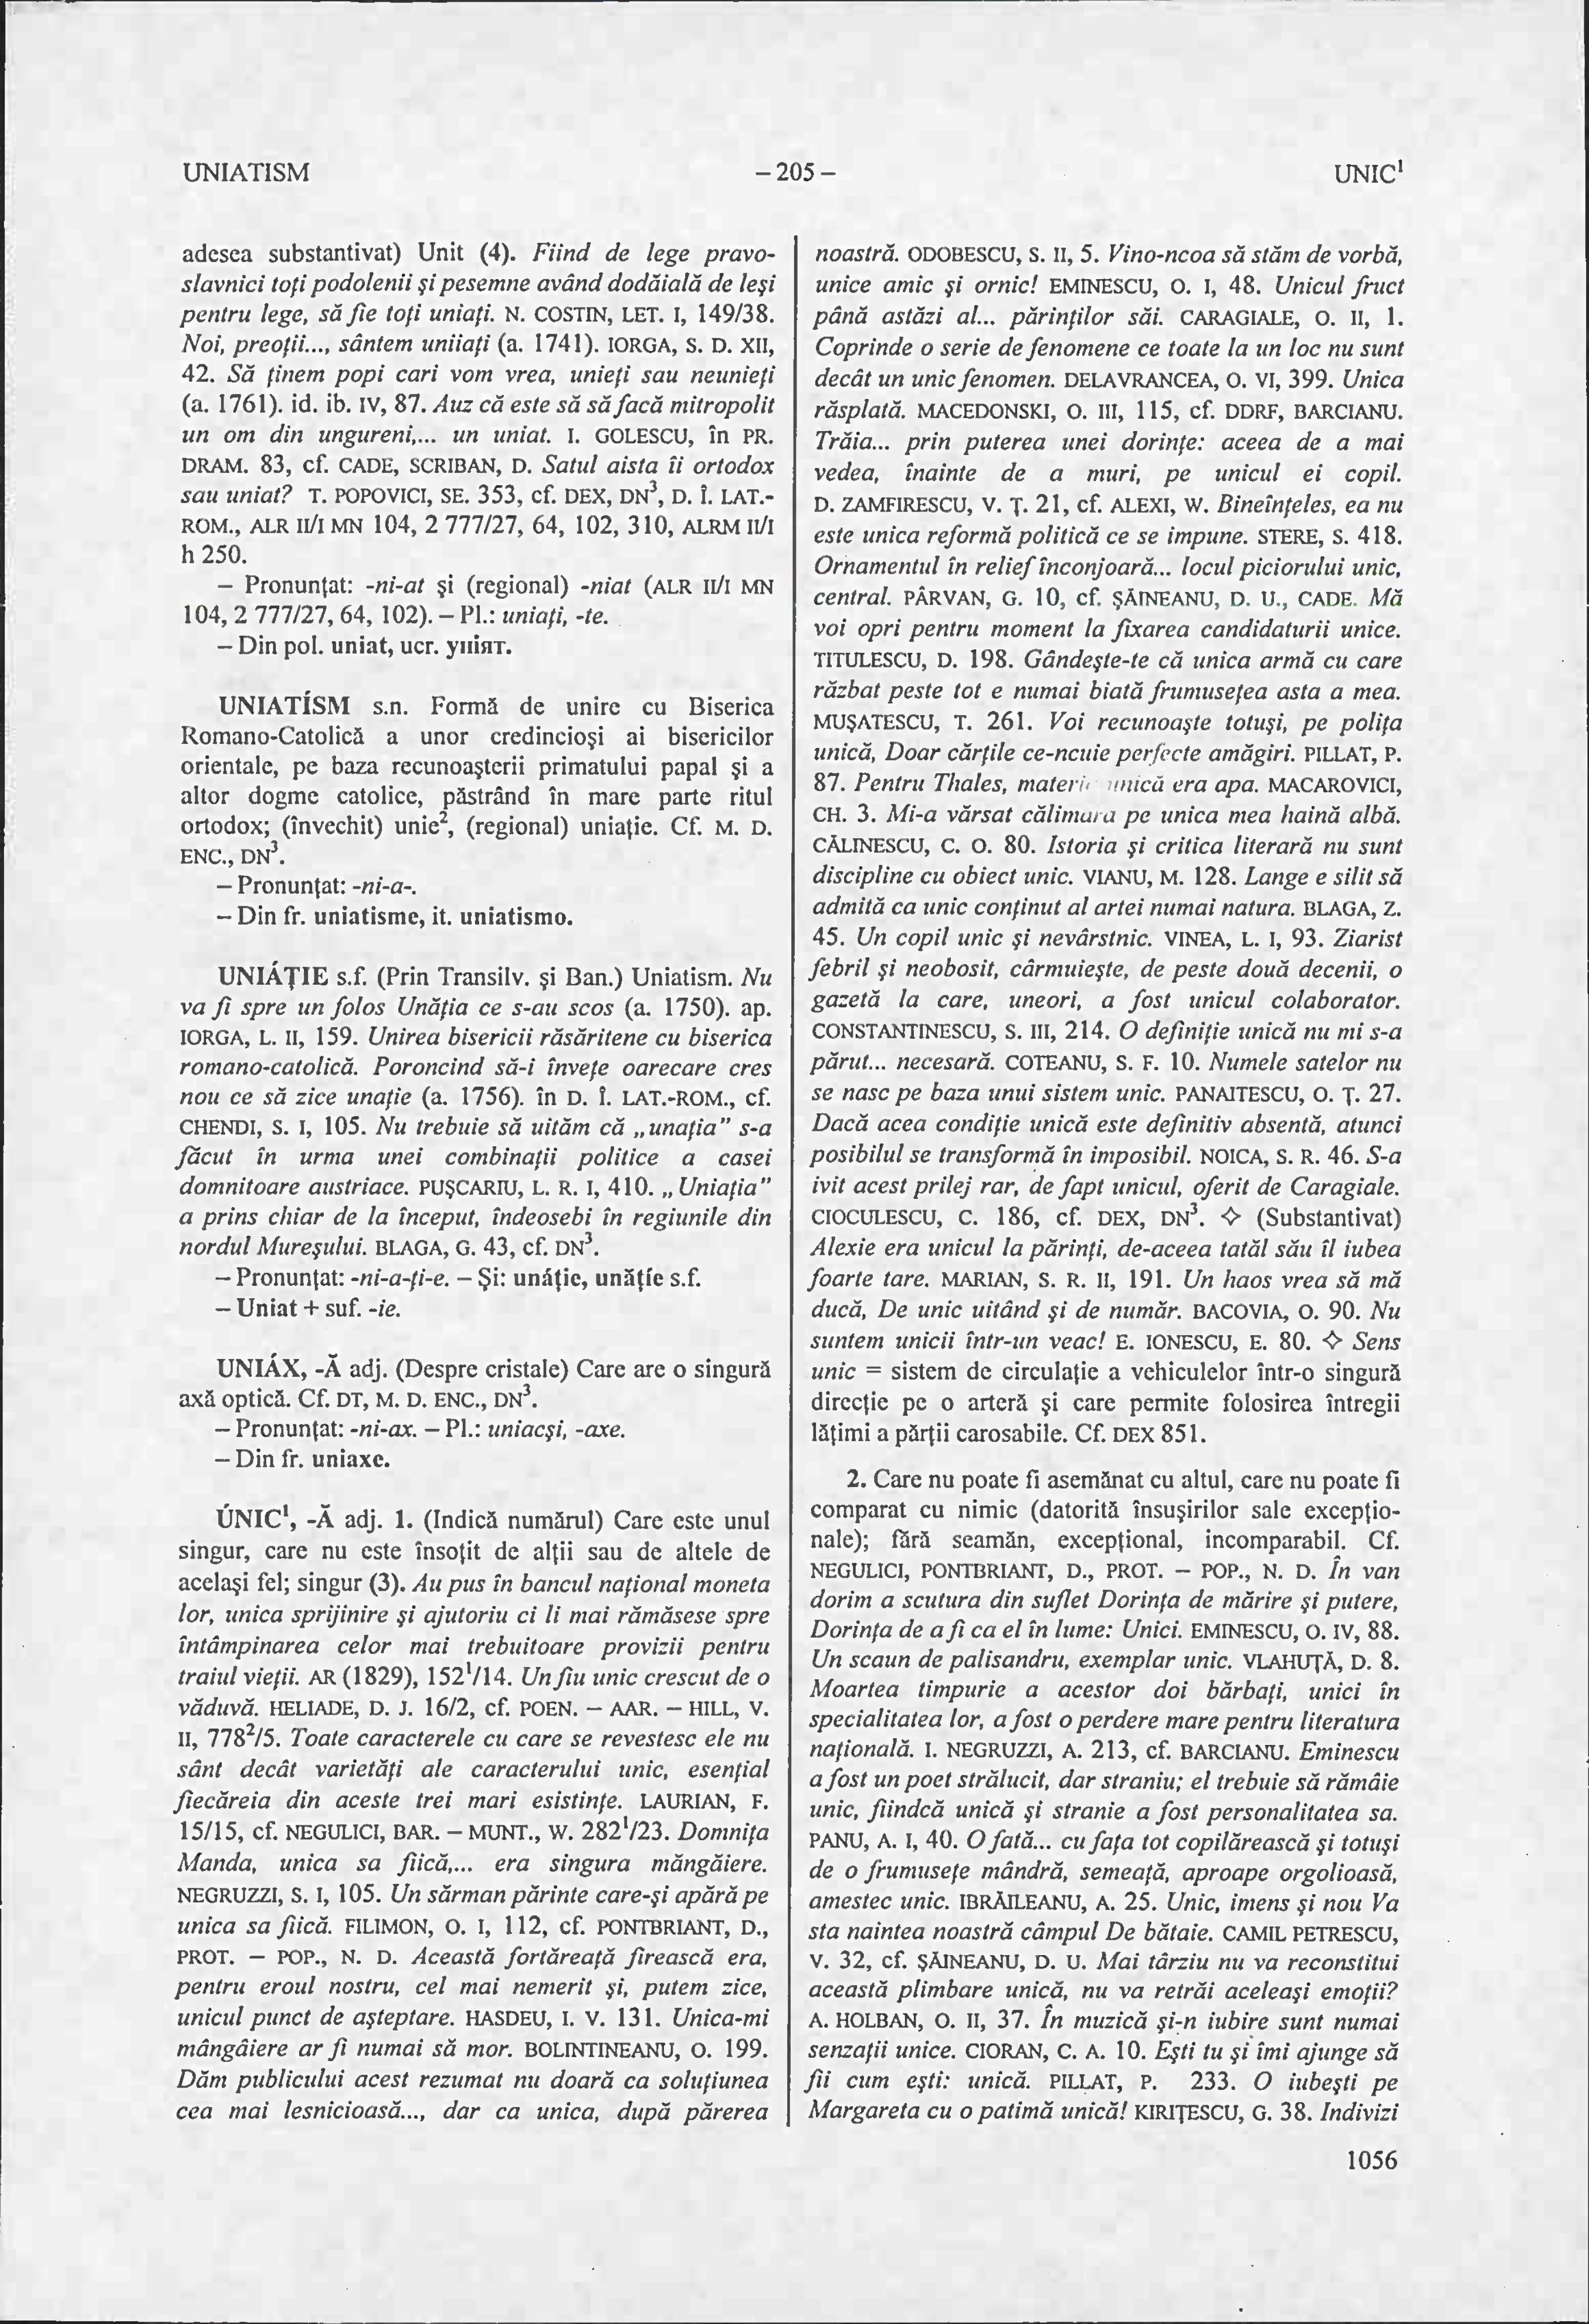 UNIATISM
– 205 –
UNIC¹
adesea substantivat) Unit (4). Fiind de lege pravo-
slavnici toţi podolenii şi pesemne având dodăială de leşi
pentru lege, să fie toţi uniaţi. N. COSTIN, LET. I, 149/38.
Noi, preoţii..., sântem uniiaţi (a. 1741). IORGA, S. D. XII,
42. Să ţinem popi cari vom vrea, unieţi sau neunieţi
(a. 1761). id. ib. IV, 87. Auz că este să să facă mitropolit
un om din ungureni,... un uniat. I. GOLESCU, în PR.
DRAM. 83, cf. CADE, SCRIBAN, D. Satul aista îi ortodox
sau uniat? T. POPOVICI, SE. 353, cf. DEX, DN³, D. Î. LAT.-
ROM., ALR II/I MN 104, 2 777/27, 64, 102, 310, ALRM II/I
h 250.
– Pronunţat: -ni-at şi (regional) -niat (ALR II/I MN
104, 2 777/27, 64, 102). – Pl.: uniaţi, -te.
– Din pol. uniat, ucr. унiят.
UNIATÍSM s.n. Formă de unire cu Biserica
Romano-Catolică a unor credincioşi ai bisericilor
orientale, pe baza recunoaşterii primatului papal şi a
altor dogme catolice, păstrând în mare parte ritul
ortodox; (învechit) unie², (regional) uniaţie. Cf. M. D.
ENC., DN³.
– Pronunţat: -ni-a-.
– Din fr. uniatisme, it. uniatismo.
UNIÁŢIE s.f. (Prin Transilv. şi Ban.) Uniatism. Nu
va fi spre un folos Unăţia ce s-au scos (a. 1750). ap.
IORGA, L. II, 159. Unirea bisericii răsăritene cu biserica
romano-catolică. Poroncind să-i înveţe oarecare cres
nou ce să zice unaţie (a. 1756). în D. Î. LAT.-ROM., cf.
CHENDI, S. I, 105. Nu trebuie să uităm că „unaţia” s-a
făcut în urma unei combinaţii politice a casei
domnitoare austriace. PUŞCARIU, L. R. I, 410. „Uniaţia”
a prins chiar de la început, îndeosebi în regiunile din
nordul Mureşului. BLAGA, G. 43, cf. DN³.
– Pronunţat: -ni-a-ţi-e. – Şi: unáţie, unăţíe s.f.
– Uniat + suf. -ie.
UNIÁX, -Ă adj. (Despre cristale) Care are o singură
axă optică. Cf. DT, M. D. ENC., DN³.
– Pronunţat: -ni-ax. – Pl.: uniacşi, -axe.
– Din fr. uniaxe.
ÚNIC¹, -Ă adj. 1. (Indică numărul) Care este unul
singur, care nu este însoţit de alţii sau de altele de
acelaşi fel; singur (3). Au pus în bancul naţional moneta
lor, unica sprijinire şi ajutoriu ci li mai rămăsese spre
întâmpinarea celor mai trebuitoare provizii pentru
traiul vieţii. AR (1829), 152¹/14. Un fiu unic crescut de o
văduvă. HELIADE, D. J. 16/2, cf. POEN. – AAR. – HILL, V.
II, 778²/5. Toate caracterele cu care se revestesc ele nu
sânt decât varietăţi ale caracterului unic, esenţial
fiecăreia din aceste trei mari esistinţe. LAURIAN, F.
15/15, cf. NEGULICI, BAR. – MUNT., W. 282¹/23. Domniţa
Manda, unica sa fiică,... era singura măngăiere.
NEGRUZZI, S. I, 105. Un sărman părinte care-şi apără pe
unica sa fiică. FILIMON, O. I, 112, cf. PONTBRIANT, D.,
PROT. – POP., N. D. Această fortăreaţă firească era,
pentru eroul nostru, cel mai nemerit şi, putem zice,
unicul punct de aşteptare. HASDEU, I. V. 131. Unica-mi
mângâiere ar fi numai să mor. BOLINTINEANU, O. 199.
Dăm publicului acest rezumat nu doară ca soluţiunea
cea mai lesnicioasă..., dar ca unica, după părerea
noastră. ODOBESCU, S. II, 5. Vino-ncoa să stăm de vorbă,
unice amic şi ornic! EMINESCU, O. I, 48. Unicul fruct
până astăzi al... părinţilor săi. CARAGIALE, O. II, 1.
Coprinde o serie de fenomene ce toate la un loc nu sunt
decât un unic fenomen. DELAVRANCEA, O. VI, 399. Unica
răsplată. MACEDONSKI, O. III, 115, cf. DDRF, BARCIANU.
Trăia... prin puterea unei dorinţe: aceea de a mai
vedea, înainte de a muri, pe unicul ei copil.
D. ZAMFIRESCU, V. Ţ. 21, cf. ALEXI, W. Bineînţeles, ea nu
este unica reformă politică ce se impune. STERE, S. 418.
Ornamentul în relief înconjoară... locul piciorului unic,
central. PÂRVAN, G. 10, cf. ŞĂINEANU, D. U., CADE. Mă
voi opri pentru moment la fixarea candidaturii unice.
TITULESCU, D. 198. Gândeşte-te că unica armă cu care
răzbat peste tot e numai biată frumuseţea asta a mea.
MUŞATESCU, T. 261. Voi recunoaşte totuşi, pe poliţa
unică, Doar cărţile ce-ncuie perfecte amăgiri. PILLAT, P.
87. Pentru Thales, materia unică era apa. MACAROVICI,
CH. 3. Mi-a vărsat călimara pe unica mea haină albă.
CĂLINESCU, C. O. 80. Istoria şi critica literară nu sunt
discipline cu obiect unic. VIANU, M. 128. Lange e silit să
admită ca unic conţinut al artei numai natura. BLAGA, Z.
45. Un copil unic şi nevârstnic. VINEA, L. I, 93. Ziarist
febril şi neobosit, cârmuieşte, de peste două decenii, o
gazetă la care, uneori, a fost unicul colaborator.
CONSTANTINESCU, S. III, 214. O definiţie unică nu mi s-a
părut... necesară. COTEANU, S. F. 10. Numele satelor nu
se nasc pe baza unui sistem unic. PANAITESCU, O. Ţ. 27.
Dacă acea condiţie unică este definitiv absentă, atunci
posibilul se transformă în imposibil. NOICA, S. R. 46. S-a
ivit acest prilej rar, de fapt unicul, oferit de Caragiale.
CIOCULESCU, C. 186, cf. DEX, DN³. ◇ (Substantivat)
Alexie era unicul la părinţi, de-aceea tatăl său îl iubea
foarte tare. MARIAN, S. R. II, 191. Un haos vrea să mă
ducă, De unic uitând şi de număr. BACOVIA, O. 90. Nu
suntem unicii într-un veac! E. IONESCU, E. 80. ◇ Sens
unic = sistem de circulaţie a vehiculelor într-o singură
direcţie pe o arteră şi care permite folosirea întregii
lăţimi a părţii carosabile. Cf. DEX 851.
2. Care nu poate fi asemănat cu altul, care nu poate fi
comparat cu nimic (datorită însuşirilor sale excepţio-
nale); fără seamăn, excepţional, incomparabil. Cf.
NEGULICI, PONTBRIANT, D., PROT. – POP., N. D. În van
dorim a scutura din suflet Dorinţa de mărire şi putere,
Dorinţa de a fi ca el în lume: Unici. EMINESCU, O. IV, 88.
Un scaun de palisandru, exemplar unic. VLAHUŢĂ, D. 8.
Moartea timpurie a acestor doi bărbaţi, unici în
specialitatea lor, a fost o perdere mare pentru literatura
naţională. I. NEGRUZZI, A. 213, cf. BARCIANU. Eminescu
a fost un poet strălucit, dar straniu; el trebuie să rămâie
unic, fiindcă unică şi stranie a fost personalitatea sa.
PANU, A. I, 40. O fată... cu faţa tot copilărească şi totuşi
de o frumuseţe mândră, semeaţă, aproape orgolioasă,
amestec unic. IBRĂILEANU, A. 25. Unic, imens şi nou Va
sta naintea noastră câmpul De bătaie. CAMIL PETRESCU,
V. 32, cf. ŞĂINEANU, D. U. Mai târziu nu va reconstitui
această plimbare unică, nu va retrăi aceleaşi emoţii?
A. HOLBAN, O. II, 37. În muzică şi-n iubire sunt numai
senzaţii unice. CIORAN, C. A. 10. Eşti tu şi îmi ajunge să
fii cum eşti: unică. PILLAT, P. 233. O iubeşti pe
Margareta cu o patimă unică! KIRIŢESCU, G. 38. Indivizi
1056